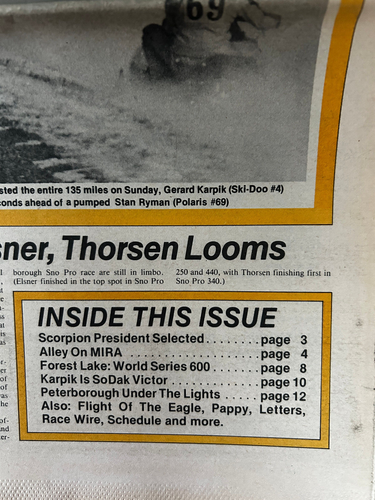 69
sted the entire 135 miles on Sunday, Gerard Karpik (Ski-Doo #4)
conds ahead of a pumped Stan Ryman (Polaris #69)
sner, Thorsen Looms
borough Sno Pro race are still in limbo.
(Elsner finished in the top spot in Sno Pro
250 and 440, with Thorsen finishing first in
Sno Pro 340.)
INSIDE THIS ISSUE
Scorpion President Selected........page 3
Alley On MIRA ....................page 4
Forest Lake: World Series 600.......page 8
Karpik Is SoDak Victor ............page 10
Peterborough Under The Lights .....page 12
Also: Flight Of The Eagle, Pappy, Letters,
Race Wire, Schedule and more.